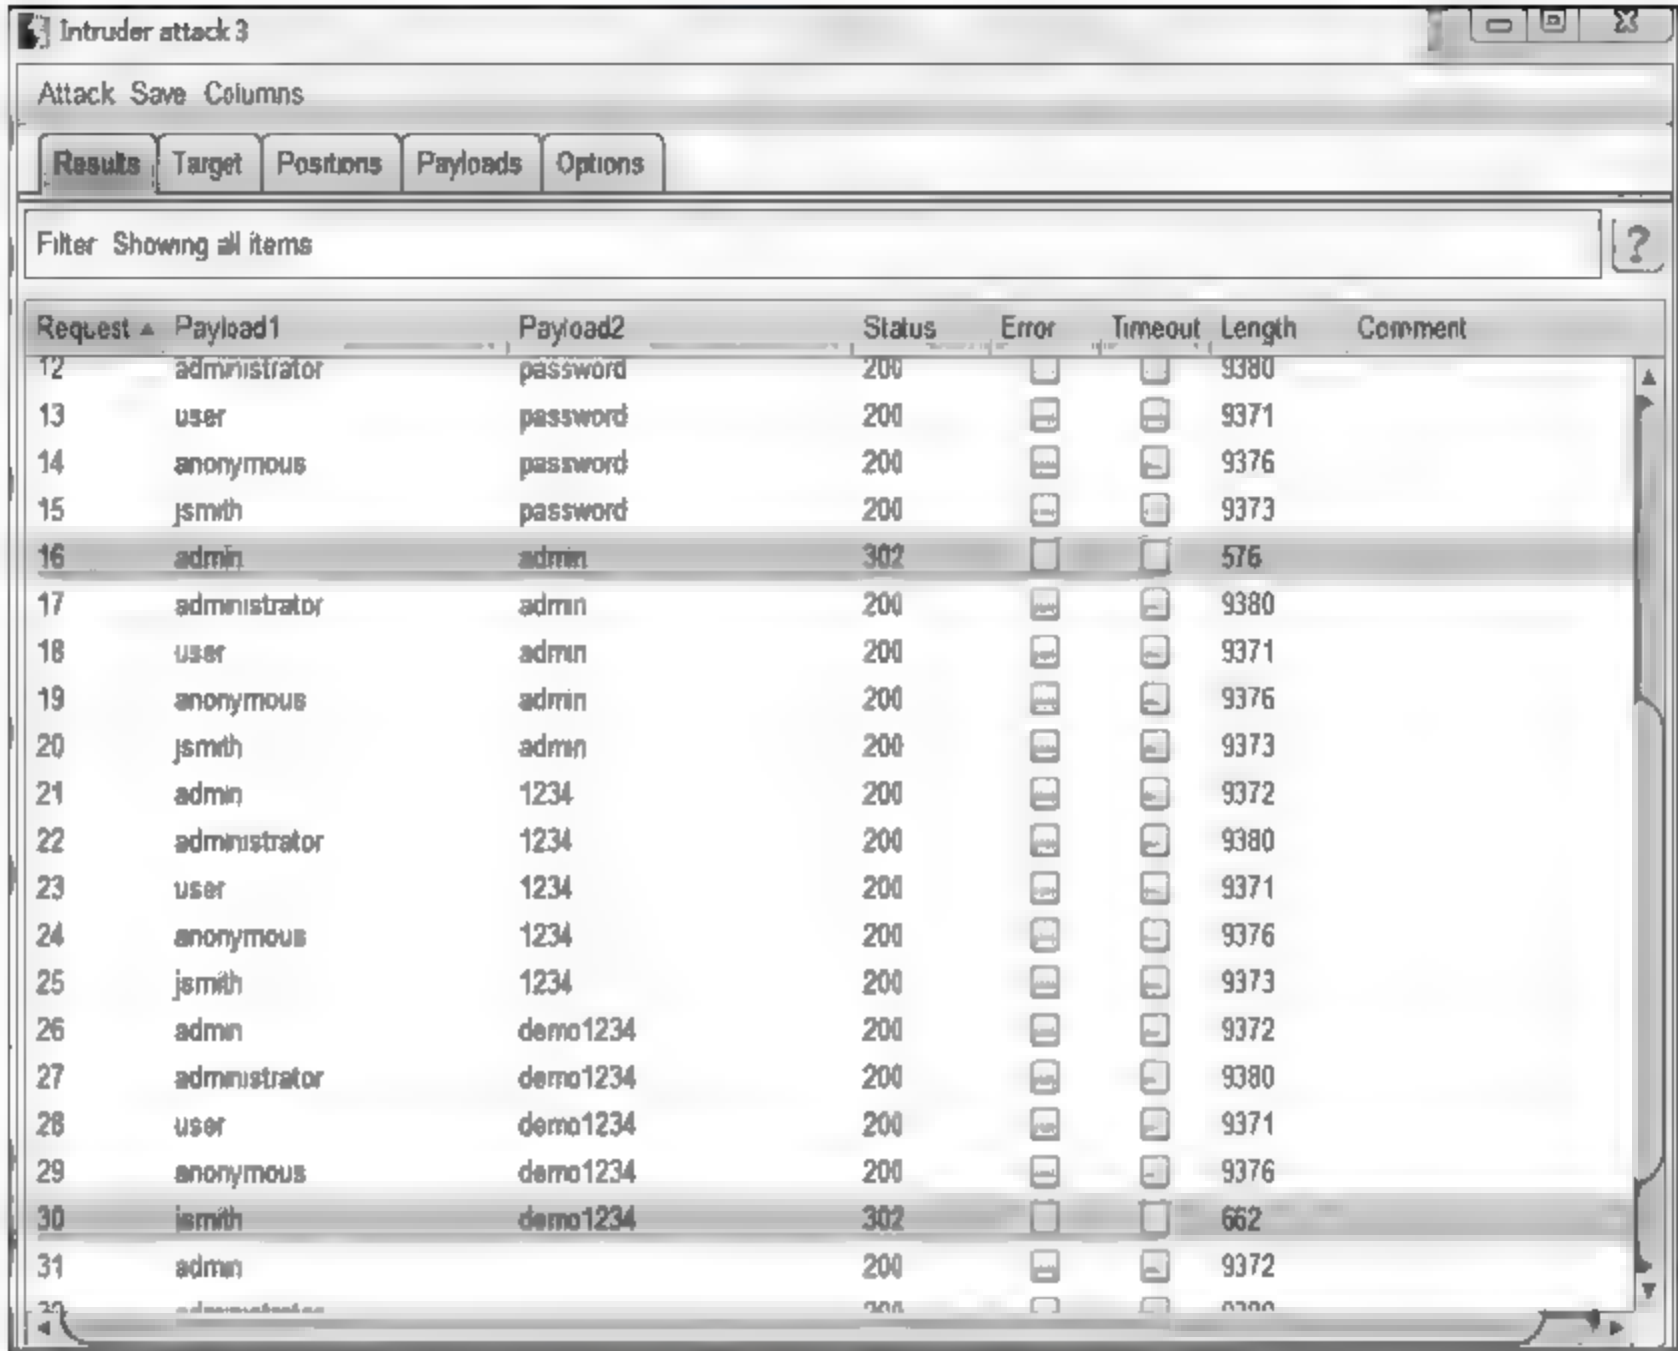 Intruder attack 3
Attack Save Columns
Results Target Positions Payloads Options
Filter Showing all items
?
Request Payload1 Payload2 Status Error Timeout Length Comment
12 administrator password 200 9380
13 user password 200 9371
14 anonymous password 200 9376
15 jsmith password 200 9373
16 admin admin 302 576
17 administrator admin 200 9380
18 user admin 200 9371
19 anonymous admin 200 9376
20 jsmith admin 200 9373
21 admin 1234 200 9372
22 administrator 1234 200 9380
23 user 1234 200 9371
24 anonymous 1234 200 9376
25 jsmith 1234 200 9373
26 admin demo1234 200 9372
27 administrator demo1234 200 9380
28 user demo1234 200 9371
29 anonymous demo1234 200 9376
30 jsmith demo1234 302 662
31 admin 200 9372